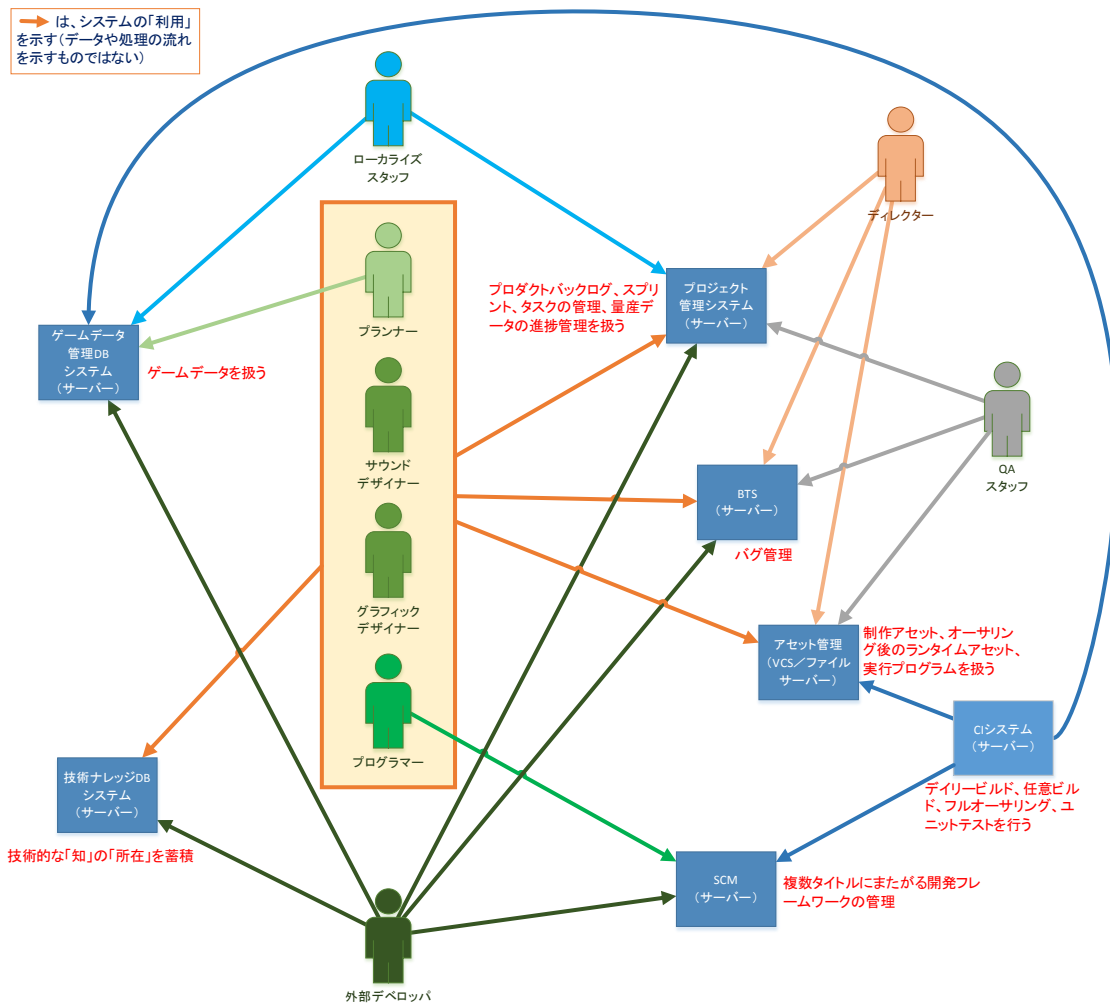 は、システムの「利用」
を示す（データや処理の流れ
を示すものではない）
ローカライズ
スタッフ
ディレクター
プランナー
プロダクトバックログ、スプリ
ント、タスクの管理、量産デ
ータの進捗管理を扱う
プロジェクト
管理システム
（サーバー）
ゲームデータ
管理DB
システム
（サーバー）
ゲームデータを扱う
サウンド
デザイナー
QA
スタッフ
BTS
（サーバー）
バグ管理
グラフィック
デザイナー
アセット管理
（VCS／ファイル
サーバー）
制作アセット、オーサリン
グ後のランタイムアセット、
実行プログラムを扱う
CIシステム
（サーバー）
デイリービルド、任意ビル
ド、フルオーサリング、ユ
ニットテストを行う
プログラマー
技術ナレッジDB
システム
（サーバー）
技術的な「知」の「所在」を蓄積
SCM
（サーバー）
複数タイトルにまたがる開発フレ
ームワークの管理
外部デベロッパ